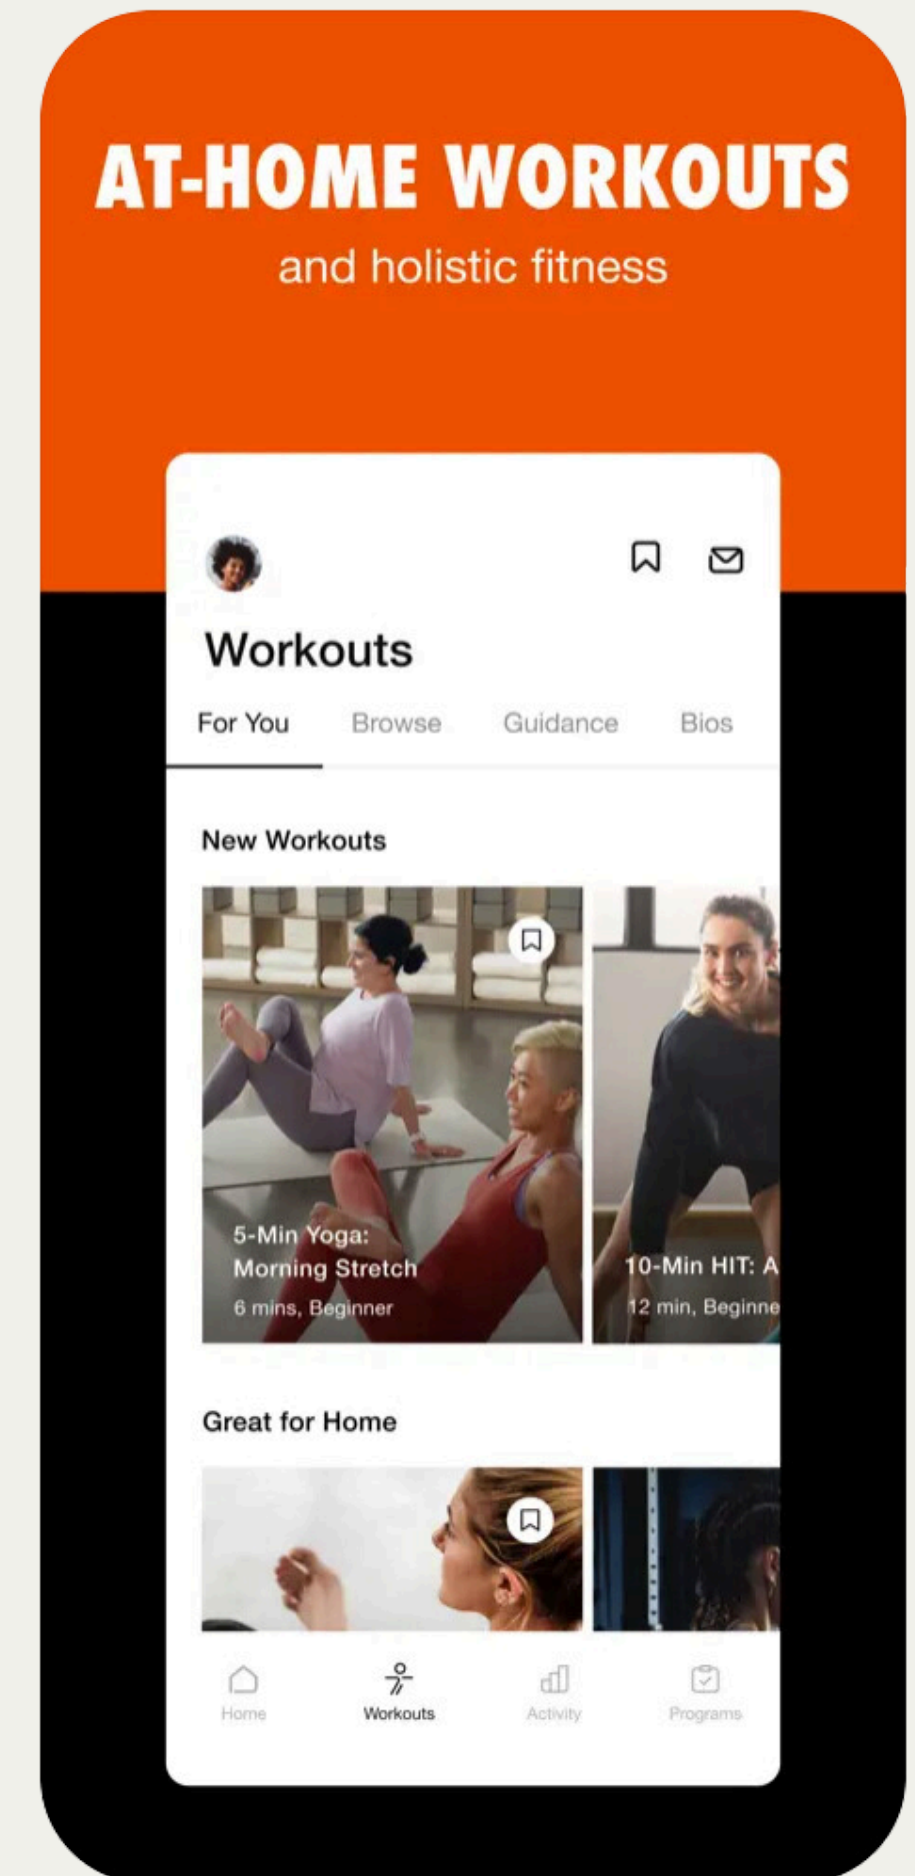 AT-HOME WORKOUTS
and holistic fitness
Workouts
For You Browse Guidance Bios
New Workouts
5-Min Yoga:
Morning Stretch
6 mins, Beginner
10-Min HIT: A
12 min, Beginne
Great for Home
Home Workouts Activity Programs